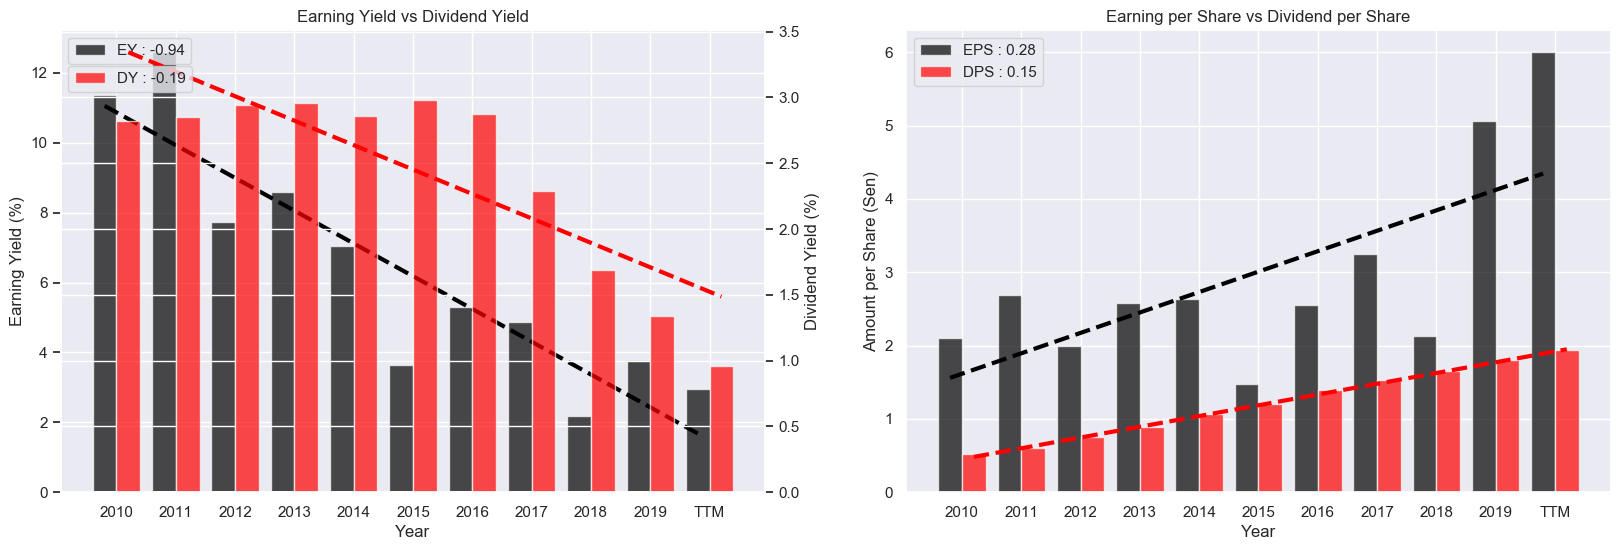 Earning Yield vs Dividend Yield
EY : -0.94
DY : -0.19
Earning Yield (%)
12
10
8
6
4
2
0
3.5
3.0
2.5
2.0
1.5
1.0
0.5
0.0
Dividend Yield (%)
2010 2011 2012 2013 2014 2015 2016 2017 2018 2019 TTM
Year
Earning per Share vs Dividend per Share
EPS : 0.28
DPS : 0.15
Amount per Share (Sen)
6
5
4
3
2
1
0
2010 2011 2012 2013 2014 2015 2016 2017 2018 2019 TTM
Year